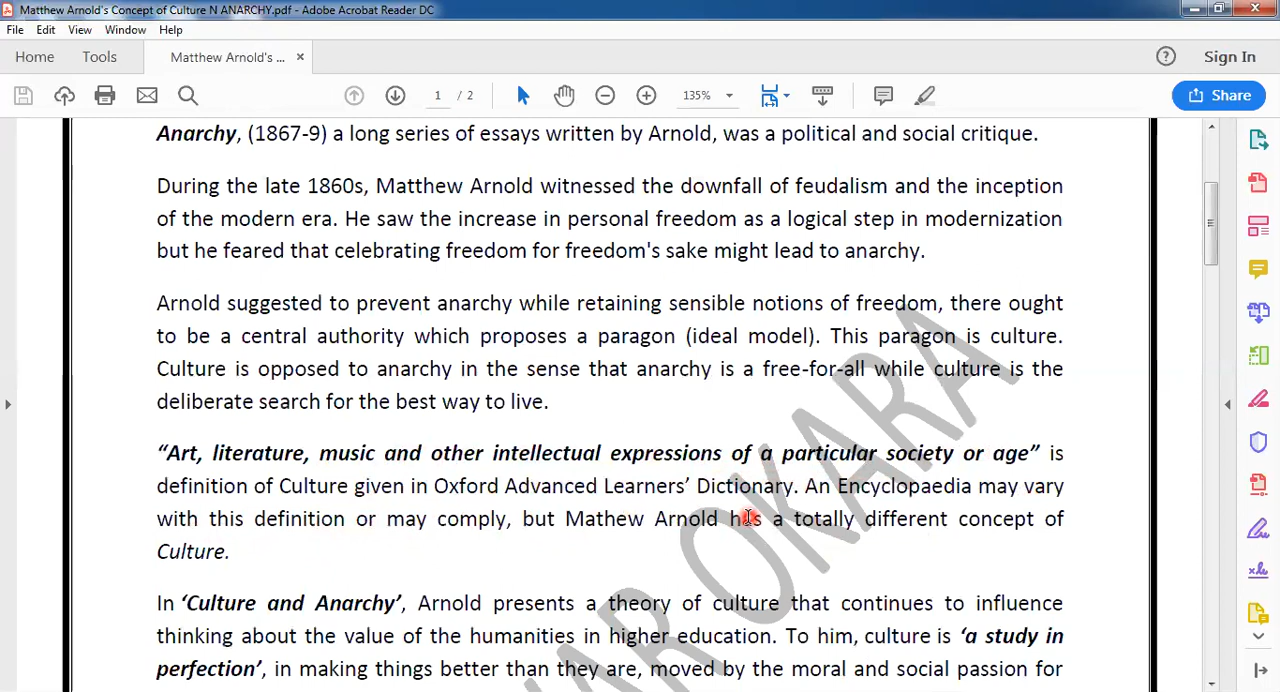 Matthew Arnold's Concept of Culture N ANARCHY.pdf - Adobe Acrobat Reader DC
File Edit View Window Help
Home Tools Matthew Arnold's ... × Sign In
1 / 2 135% Share
Anarchy, (1867-9) a long series of essays written by Arnold, was a political and social critique.
During the late 1860s, Matthew Arnold witnessed the downfall of feudalism and the inception
of the modern era. He saw the increase in personal freedom as a logical step in modernization
but he feared that celebrating freedom for freedom's sake might lead to anarchy.
Arnold suggested to prevent anarchy while retaining sensible notions of freedom, there ought
to be a central authority which proposes a paragon (ideal model). This paragon is culture.
Culture is opposed to anarchy in the sense that anarchy is a free-for-all while culture is the
deliberate search for the best way to live.
“Art, literature, music and other intellectual expressions of a particular society or age” is
definition of Culture given in Oxford Advanced Learners’ Dictionary. An Encyclopaedia may vary
with this definition or may comply, but Mathew Arnold has a totally different concept of
Culture.
In ‘Culture and Anarchy’, Arnold presents a theory of culture that continues to influence
thinking about the value of the humanities in higher education. To him, culture is ‘a study in
perfection’, in making things better than they are, moved by the moral and social passion for
OKARA